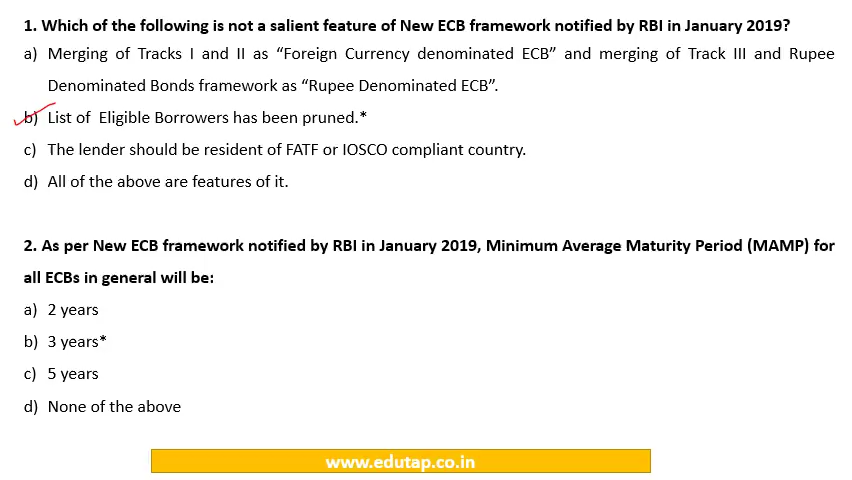 1. Which of the following is not a salient feature of New ECB framework notified by RBI in January 2019?
a) Merging of Tracks I and II as “Foreign Currency denominated ECB” and merging of Track III and Rupee
Denominated Bonds framework as “Rupee Denominated ECB”.
b) List of Eligible Borrowers has been pruned.*
c) The lender should be resident of FATF or IOSCO compliant country.
d) All of the above are features of it.
2. As per New ECB framework notified by RBI in January 2019, Minimum Average Maturity Period (MAMP) for
all ECBs in general will be:
a) 2 years
b) 3 years*
c) 5 years
d) None of the above
www.edutap.co.in